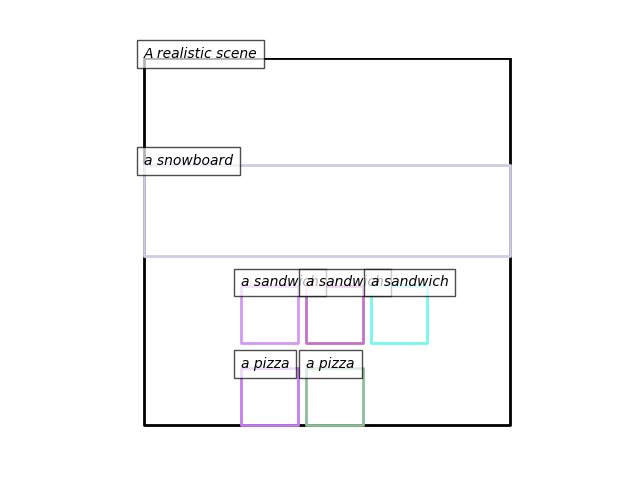 A realistic scene
a snowboard
a sandwich a sandwich a sandwich
a pizza a pizza